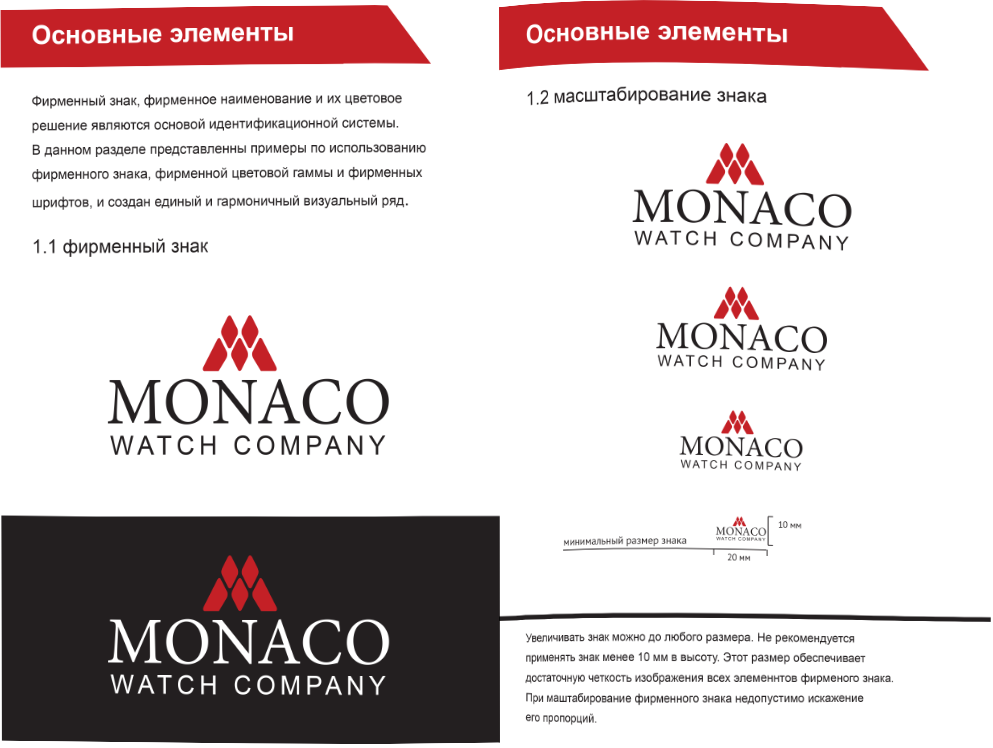 Основные элементы
Фирменный знак, фирменное наименование и их цветовое
решение являются основой идентификационной системы.
В данном разделе представленны примеры по использованию
фирменного знака, фирменной цветовой гаммы и фирменных
шрифтов, и создан единый и гармоничный визуальный ряд.
1.1 фирменный знак
MONACO
WATCH COMPANY
MONACO
WATCH COMPANY
Основные элементы
1.2 масштабирование знака
MONACO
WATCH COMPANY
MONACO
WATCH COMPANY
MONACO
WATCH COMPANY
MONACO
WATCH COMPANY
10 мм
минимальный размер знака
20 мм
Увеличивать знак можно до любого размера. Не рекомендуется
применять знак менее 10 мм в высоту. Этот размер обеспечивает
достаточную четкость изображения всех элеменнтов фирменого знака.
При маштабирование фирменного знака недопустимо искажение
его пропорций.